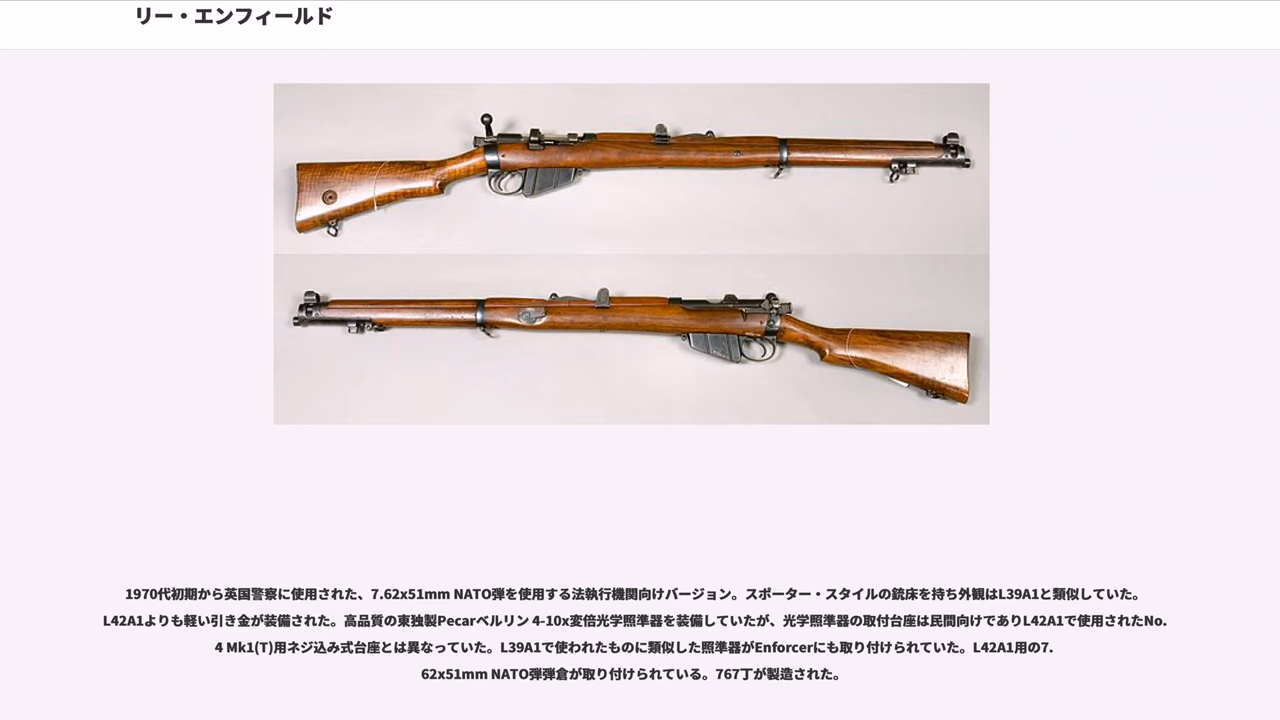 リー・エンフィールド
1970代初期から英国警察に使用された、7.62x51mm NATO弾を使用する法執行機関向けバージョン。スポーター・スタイルの銃床を持ち外観はL39A1と類似していた。
L42A1よりも軽い引き金が装備された。高品質の東独製Pecarベルリン 4-10x変倍光学照準器を装備していたが、光学照準器の取付台座は民間向けでありL42A1で使用されたNo.
4 Mk1(T)用ネジ込み式台座とは異なっていた。L39A1で使われたものに類似した照準器がEnforcerにも取り付けられていた。L42A1用の7.
62x51mm NATO弾弾倉が取り付けられている。767丁が製造された。